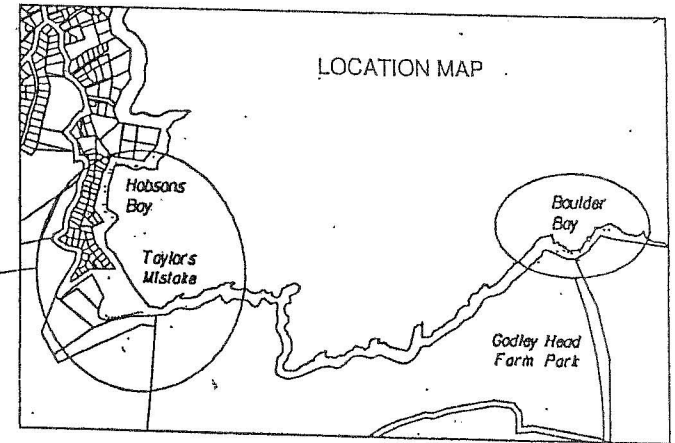 LOCATION MAP
Hobsons
Bay
Taylors
Mistake
Boulder
Bay
Godley Head
Farm Park